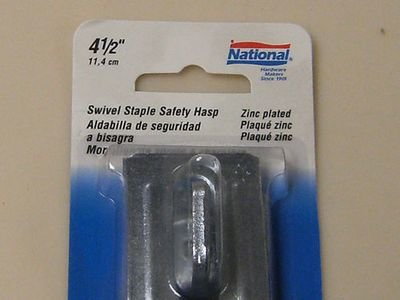 4½"
11,4 cm
National
Hardware
Makers
Since 1901
Swivel Staple Safety Hasp
Aldabilla de seguridad
a bisagra
Zinc plated
Plaqué zinc
Plaqué zinc